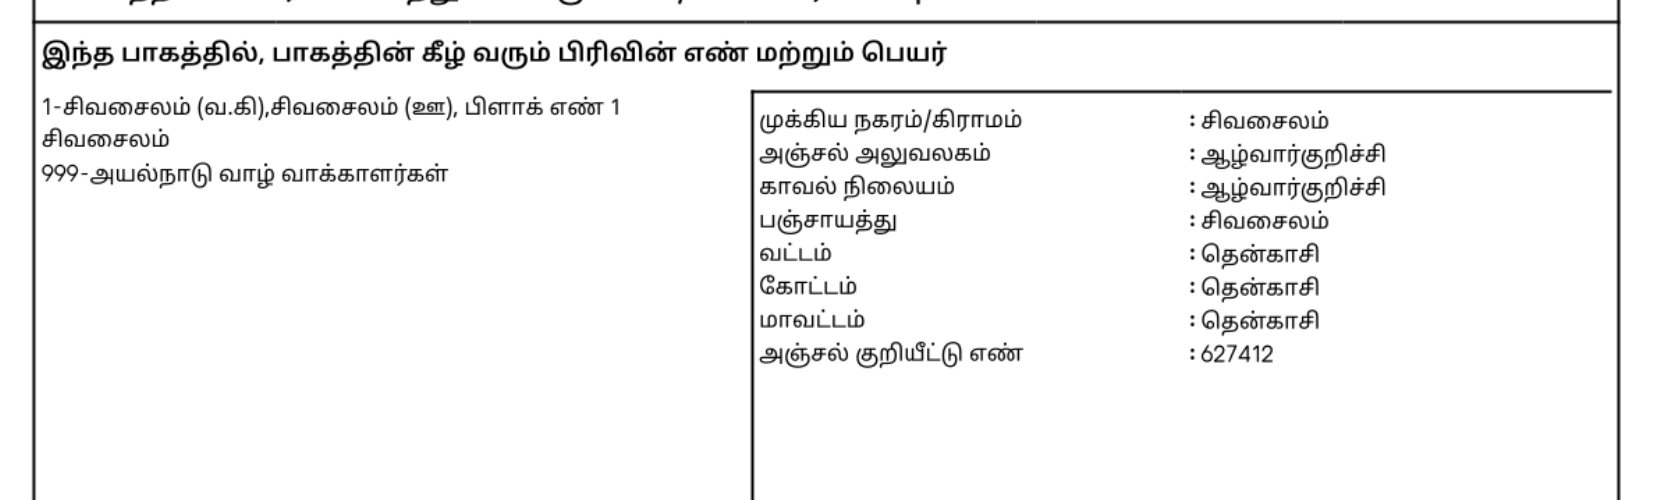 இந்த பாகத்தில், பாகத்தின் கீழ் வரும் பிரிவின் எண் மற்றும் பெயர்
1-சிவசைலம் (வ.கி),சிவசைலம் (ஊ), பிளாக் எண் 1
சிவசைலம்
999-அயல்நாடு வாழ் வாக்காளர்கள்
முக்கிய நகரம்/கிராமம் : சிவசைலம்
அஞ்சல் அலுவலகம் : ஆழ்வார்குறிச்சி
காவல் நிலையம் : ஆழ்வார்குறிச்சி
பஞ்சாயத்து : சிவசைலம்
வட்டம் : தென்காசி
கோட்டம் : தென்காசி
மாவட்டம் : தென்காசி
அஞ்சல் குறியீட்டு எண் : 627412